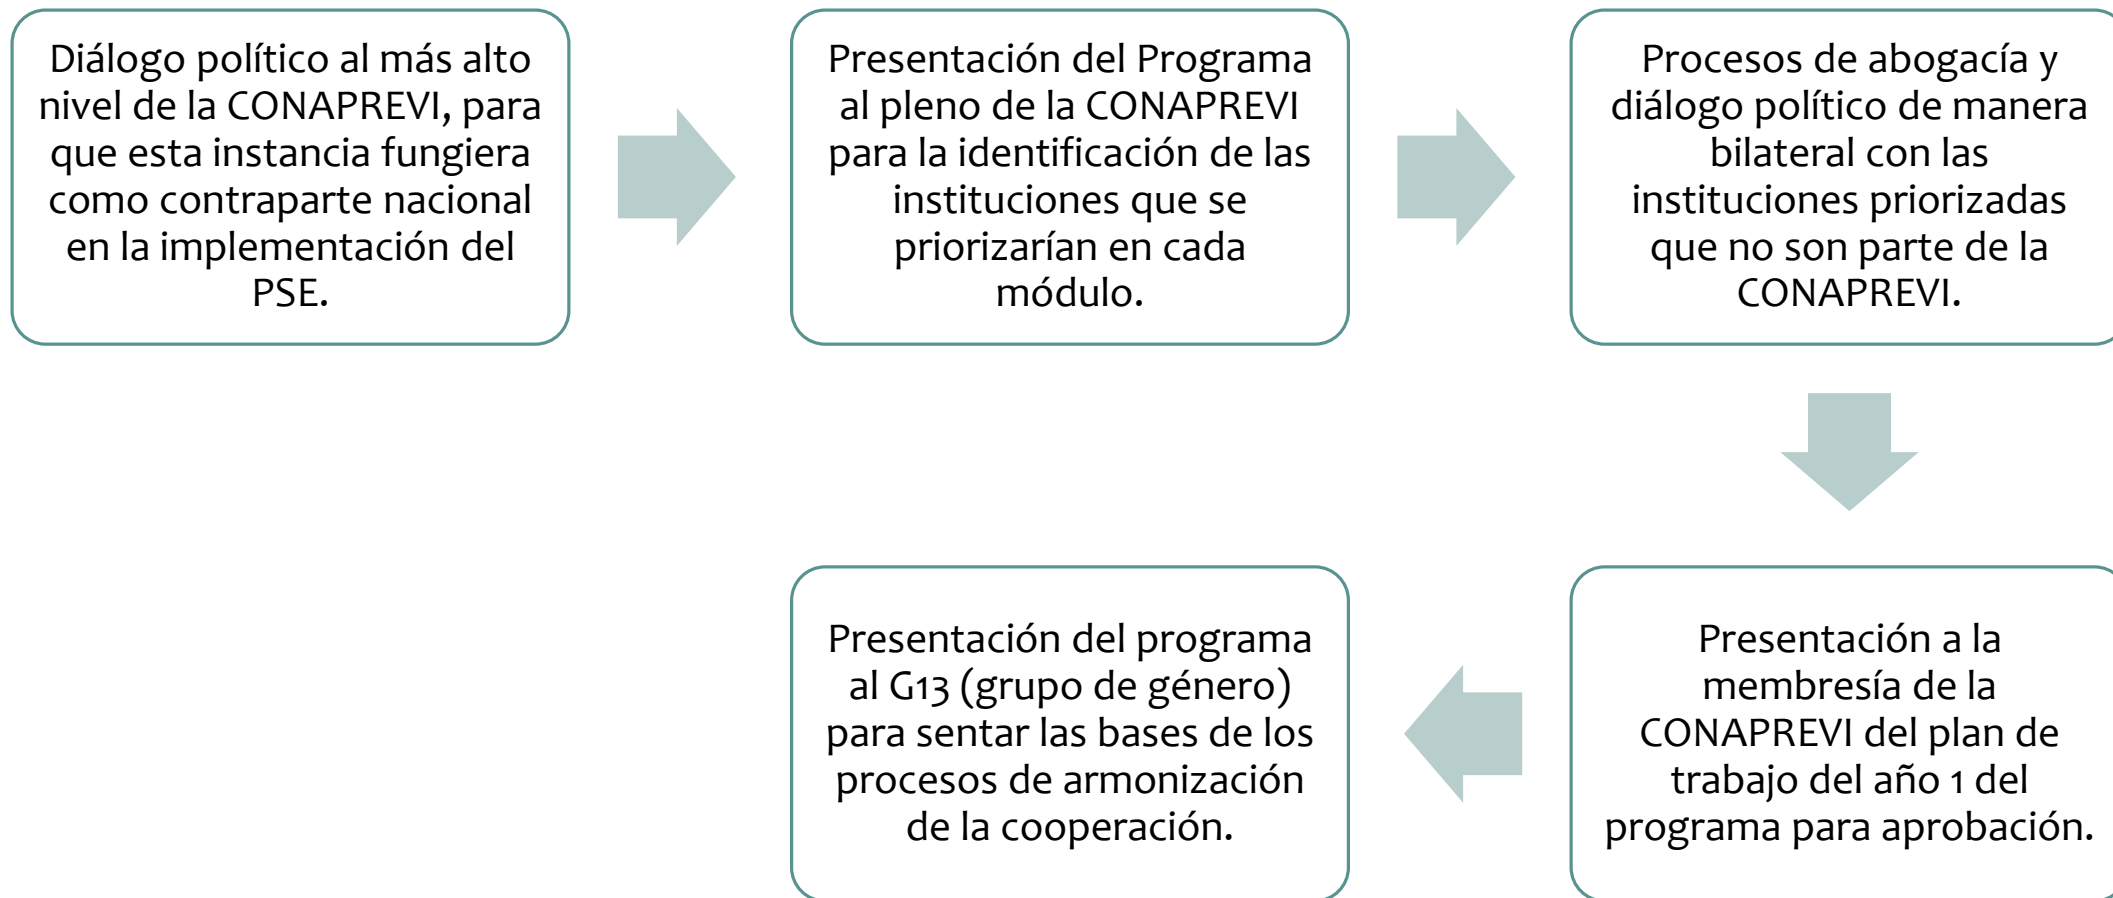 Diálogo político al más alto
nivel de la CONAPREVI, para
que esta instancia fungiera
como contraparte nacional
en la implementación del
PSE.
Presentación del Programa
al pleno de la CONAPREVI
para la identificación de las
instituciones que se
priorizarían en cada
módulo.
Procesos de abogacía y
diálogo político de manera
bilateral con las
instituciones priorizadas
que no son parte de la
CONAPREVI.
Presentación a la
membresía de la
CONAPREVI del plan de
trabajo del año 1 del
programa para aprobación.
Presentación del programa
al G13 (grupo de género)
para sentar las bases de los
procesos de armonización
de la cooperación.